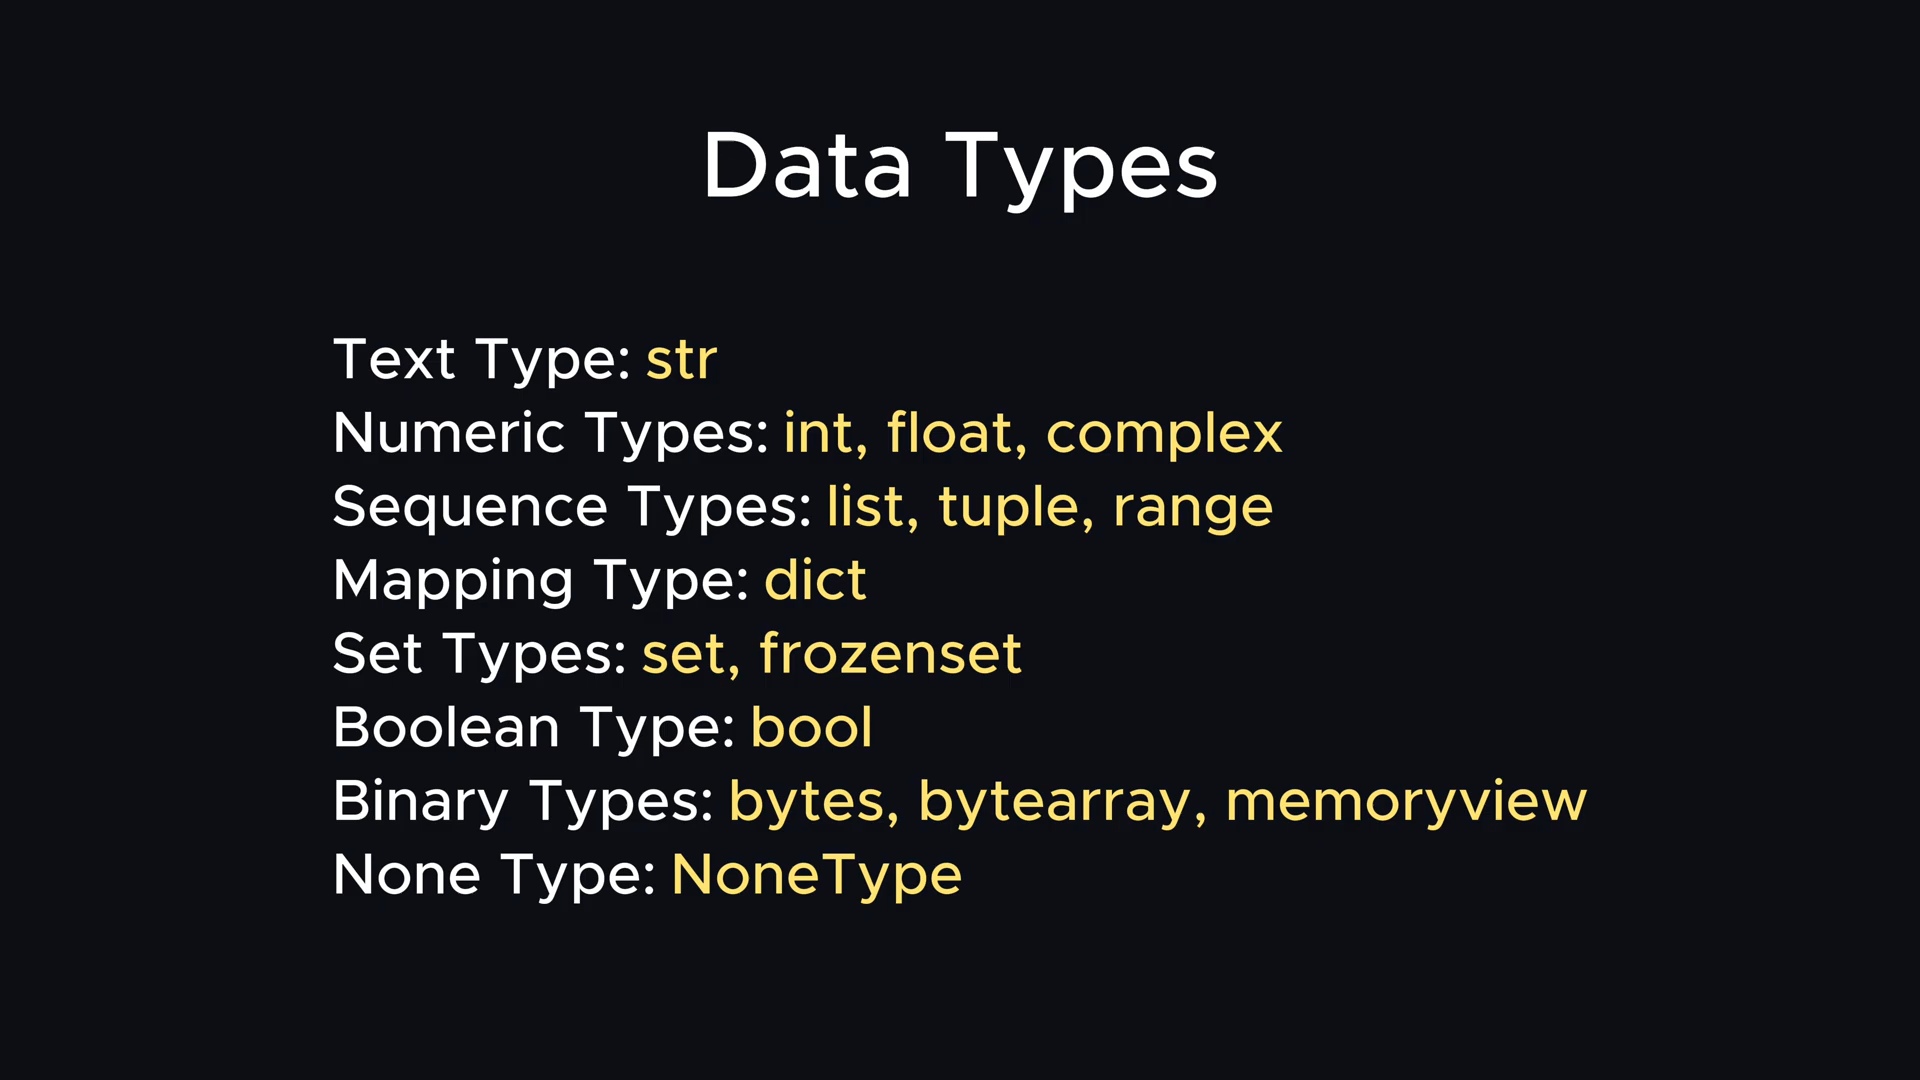 Data Types
Text Type: str
Numeric Types: int, float, complex
Sequence Types: list, tuple, range
Mapping Type: dict
Set Types: set, frozenset
Boolean Type: bool
Binary Types: bytes, bytearray, memoryview
None Type: NoneType